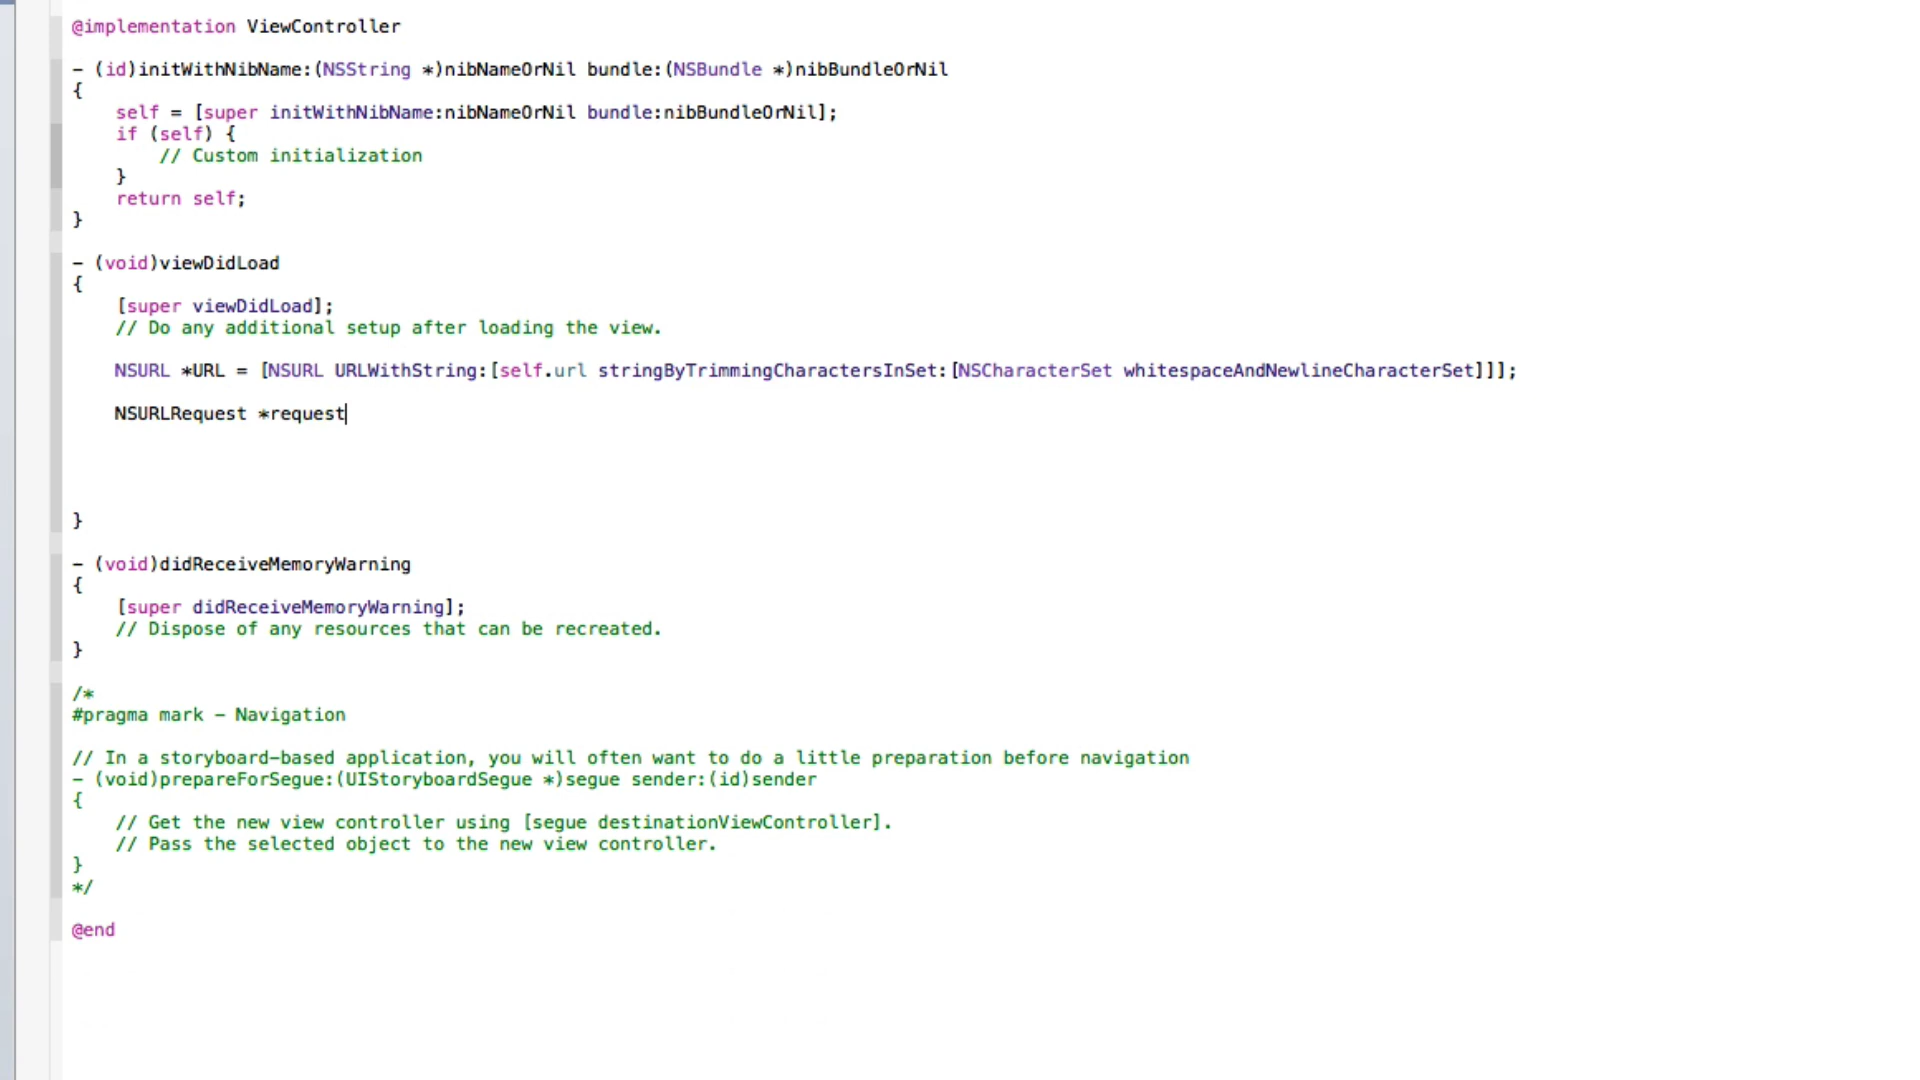 @implementation ViewController
- (id)initWithNibName:(NSString *)nibNameOrNil bundle:(NSBundle *)nibBundleOrNil
{
    self = [super initWithNibName:nibNameOrNil bundle:nibBundleOrNil];
    if (self) {
        // Custom initialization
    }
    return self;
}
- (void)viewDidLoad
{
    [super viewDidLoad];
    // Do any additional setup after loading the view.
    NSURL *URL = [NSURL URLWithString:[self.url stringByTrimmingCharactersInSet:[NSCharacterSet whitespaceAndNewlineCharacterSet]]];
    NSURLRequest *request
}
- (void)didReceiveMemoryWarning
{
    [super didReceiveMemoryWarning];
    // Dispose of any resources that can be recreated.
}
/*
#pragma mark - Navigation
// In a storyboard-based application, you will often want to do a little preparation before navigation
- (void)prepareForSegue:(UIStoryboardSegue *)segue sender:(id)sender
{
    // Get the new view controller using [segue destinationViewController].
    // Pass the selected object to the new view controller.
}
*/
@end